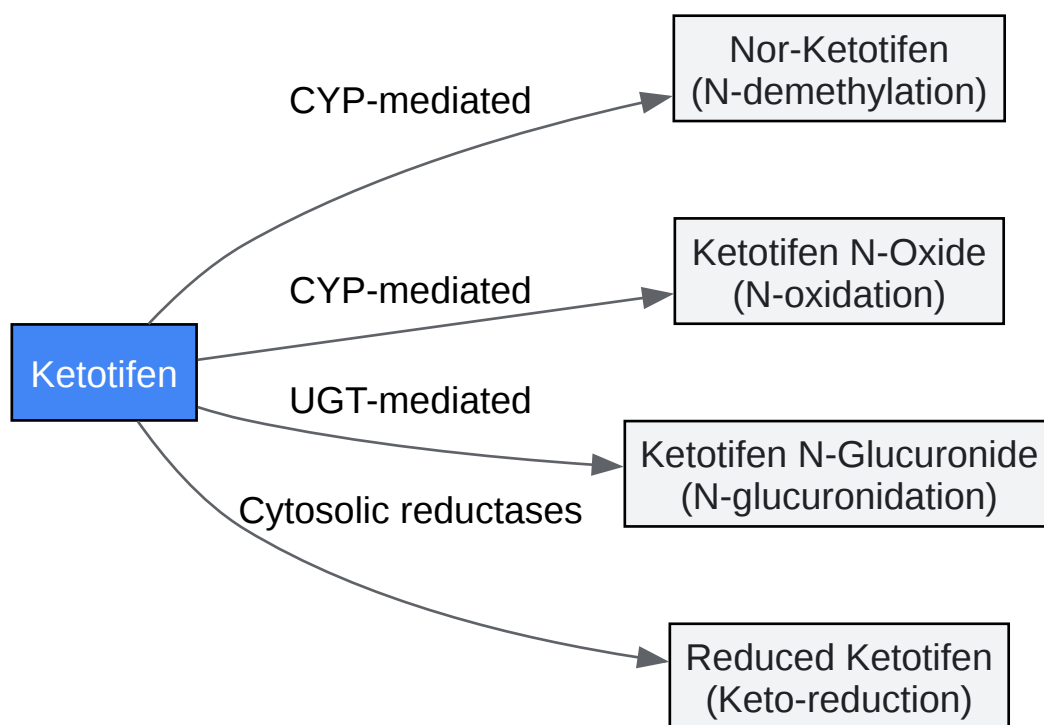 Nor-Ketotifen
(N-demethylation)
CYP-mediated
Ketotifen N-Oxide
(N-oxidation)
CYP-mediated
Ketotifen
UGT-mediated
Ketotifen N-Glucuronide
(N-glucuronidation)
Cytosolic reductases
Reduced Ketotifen
(Keto-reduction)